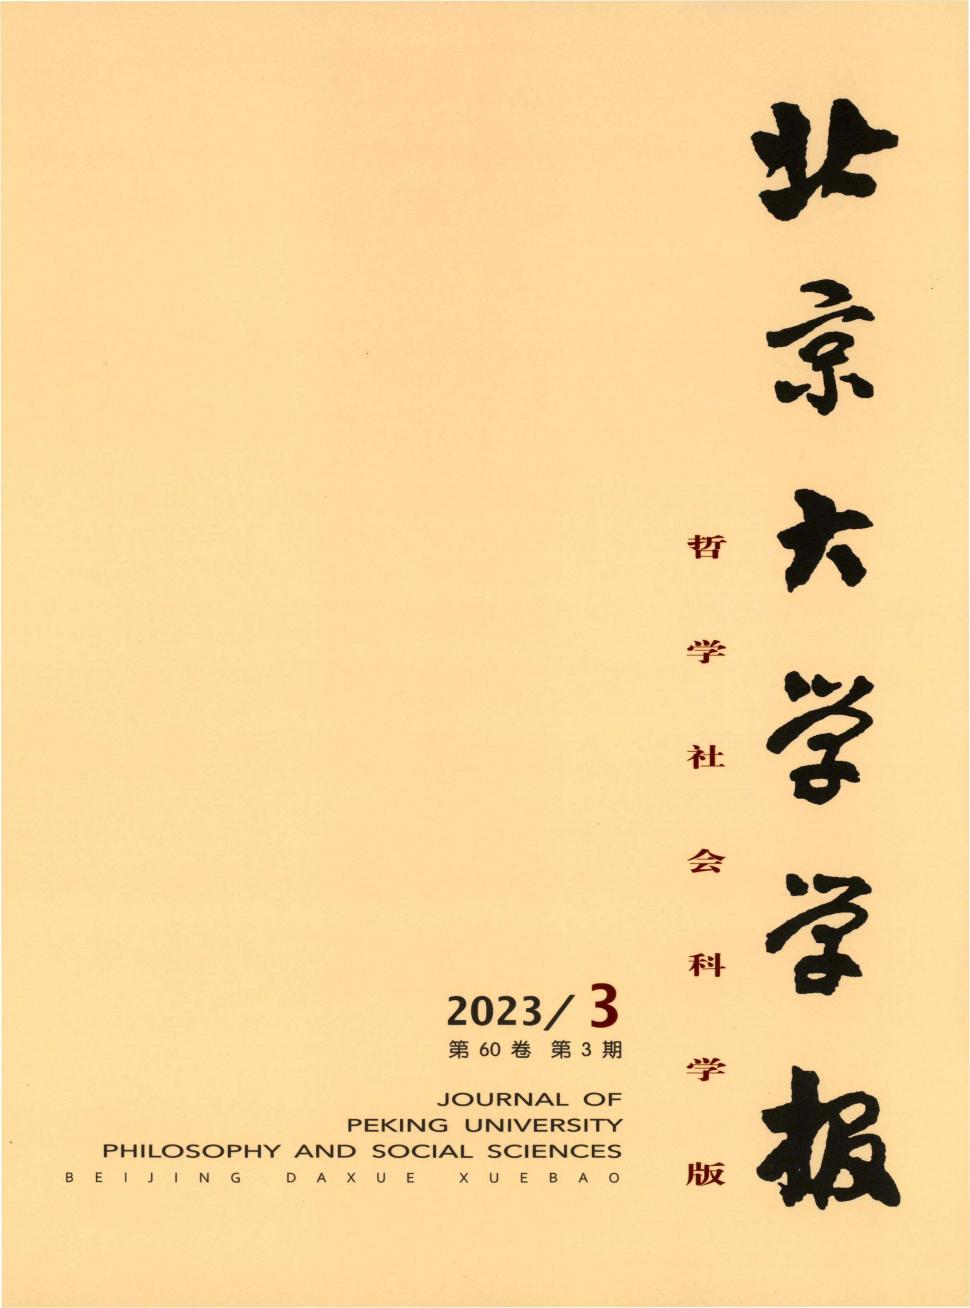 北京大学学报
哲学社会科学版
2023/3
第 60 卷 第 3 期
JOURNAL OF
PEKING UNIVERSITY
PHILOSOPHY AND SOCIAL SCIENCES
BEIJING DAXUE XUEBAO